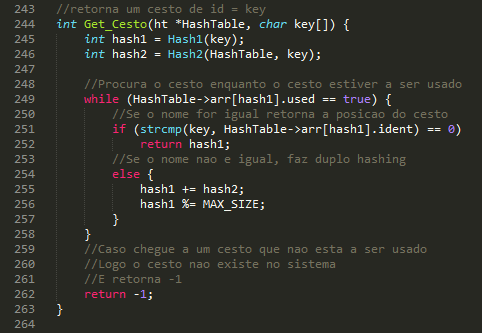 243 //retorna um cesto de id = key
244 int Get_Cesto(ht *HashTable, char key[]) {
245     int hash1 = Hash1(key);
246     int hash2 = Hash2(HashTable, key);
247
248     //Procura o cesto enquanto o cesto estiver a ser usado
249     while (HashTable->arr[hash1].used == true) {
250         //Se o nome for igual retorna a posicao do cesto
251         if (strcmp(key, HashTable->arr[hash1].ident) == 0)
252             return hash1;
253         //Se o nome nao e igual, faz duplo hashing
254         else {
255             hash1 += hash2;
256             hash1 %= MAX_SIZE;
257         }
258     }
259     //Caso chegue a um cesto que nao esta a ser usado
260     //Logo o cesto nao existe no sistema
261     //E retorna -1
262     return -1;
263 }
264